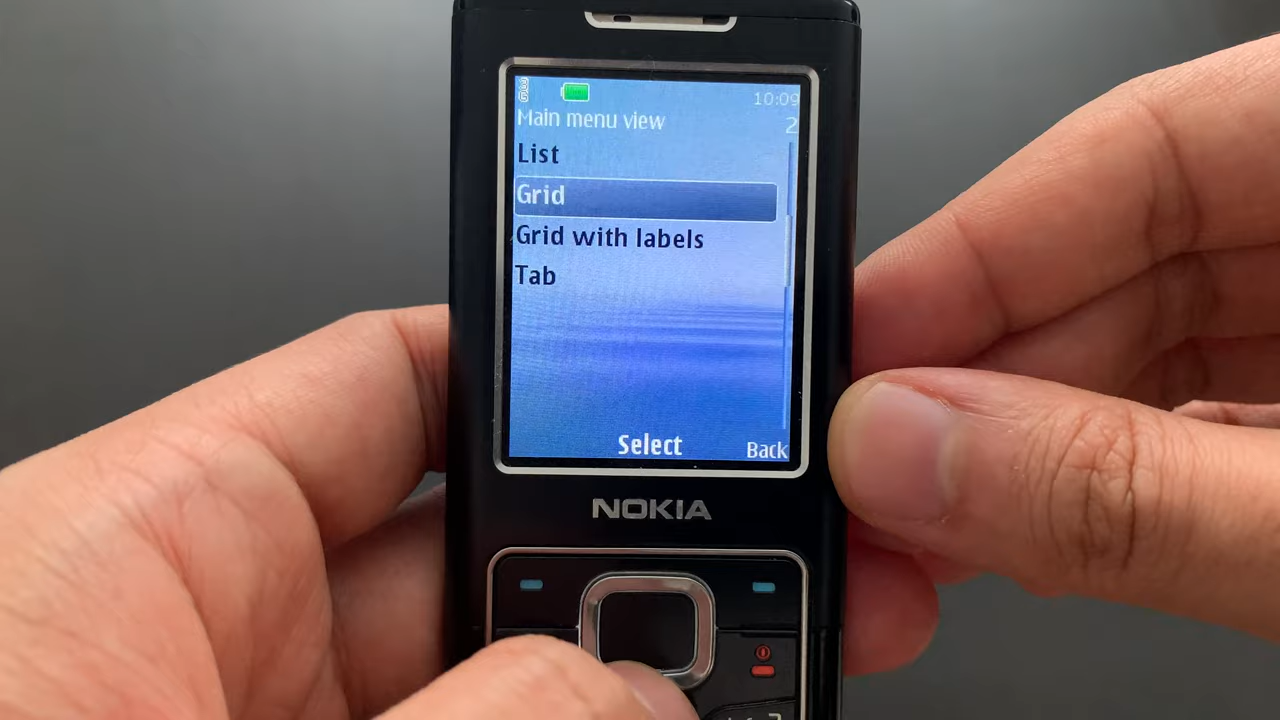 10:09
Main menu view
2
List
Grid
Grid with labels
Tab
Select
Back
NOKIA